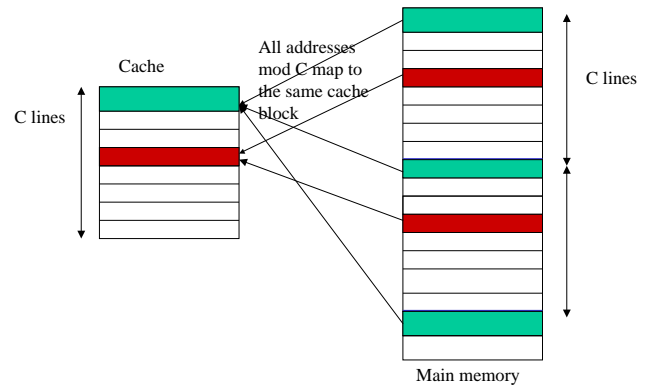 Cache
C lines
All addresses
mod C map to
the same cache
block
C lines
Main memory